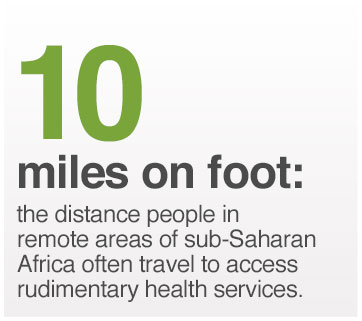 10
miles on foot:
the distance people in
remote areas of sub-Saharan
Africa often travel to access
rudimentary health services.